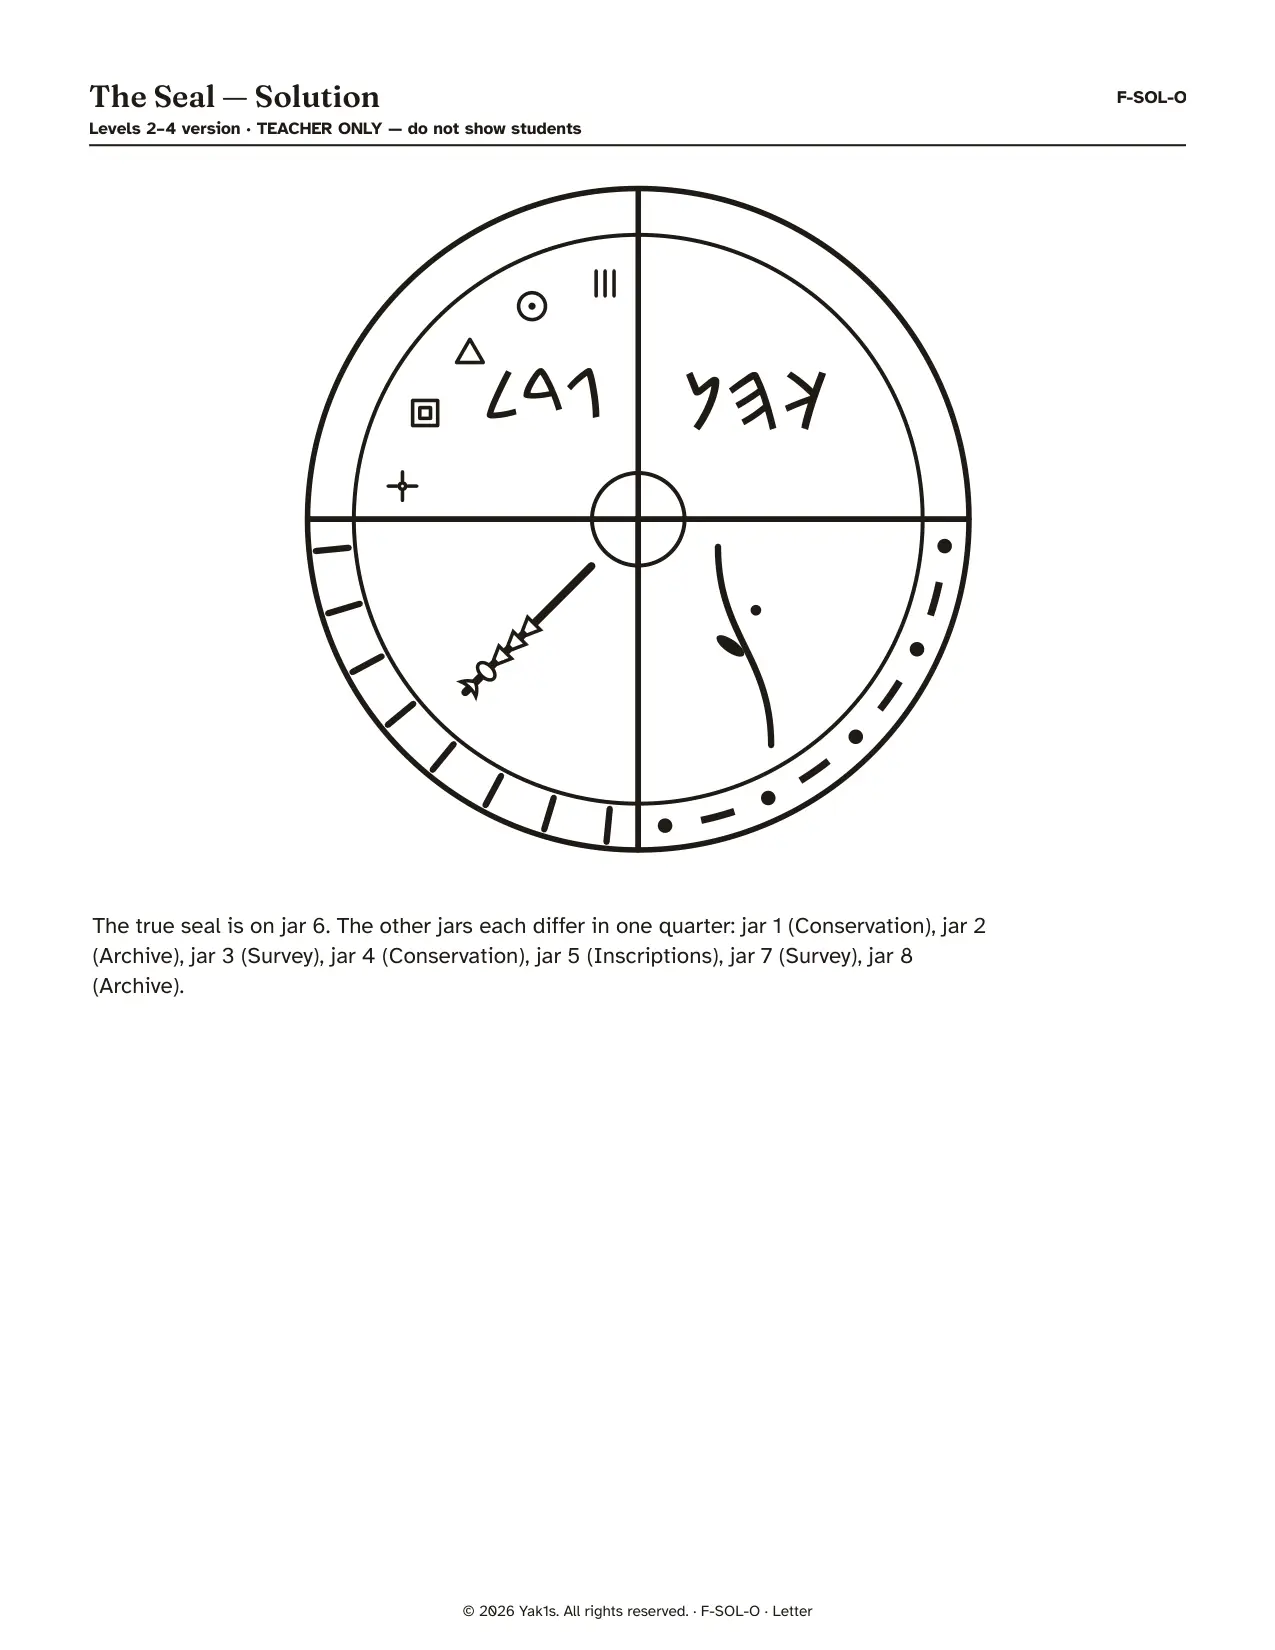 The Seal — Solution
F-SOL-O
Levels 2–4 version · TEACHER ONLY — do not show students
𐤂𐤓𐤋
𐤊𐤄𐤍
The true seal is on jar 6. The other jars each differ in one quarter: jar 1 (Conservation), jar 2
(Archive), jar 3 (Survey), jar 4 (Conservation), jar 5 (Inscriptions), jar 7 (Survey), jar 8
(Archive).
© 2026 Yak1s. All rights reserved. · F-SOL-O · Letter